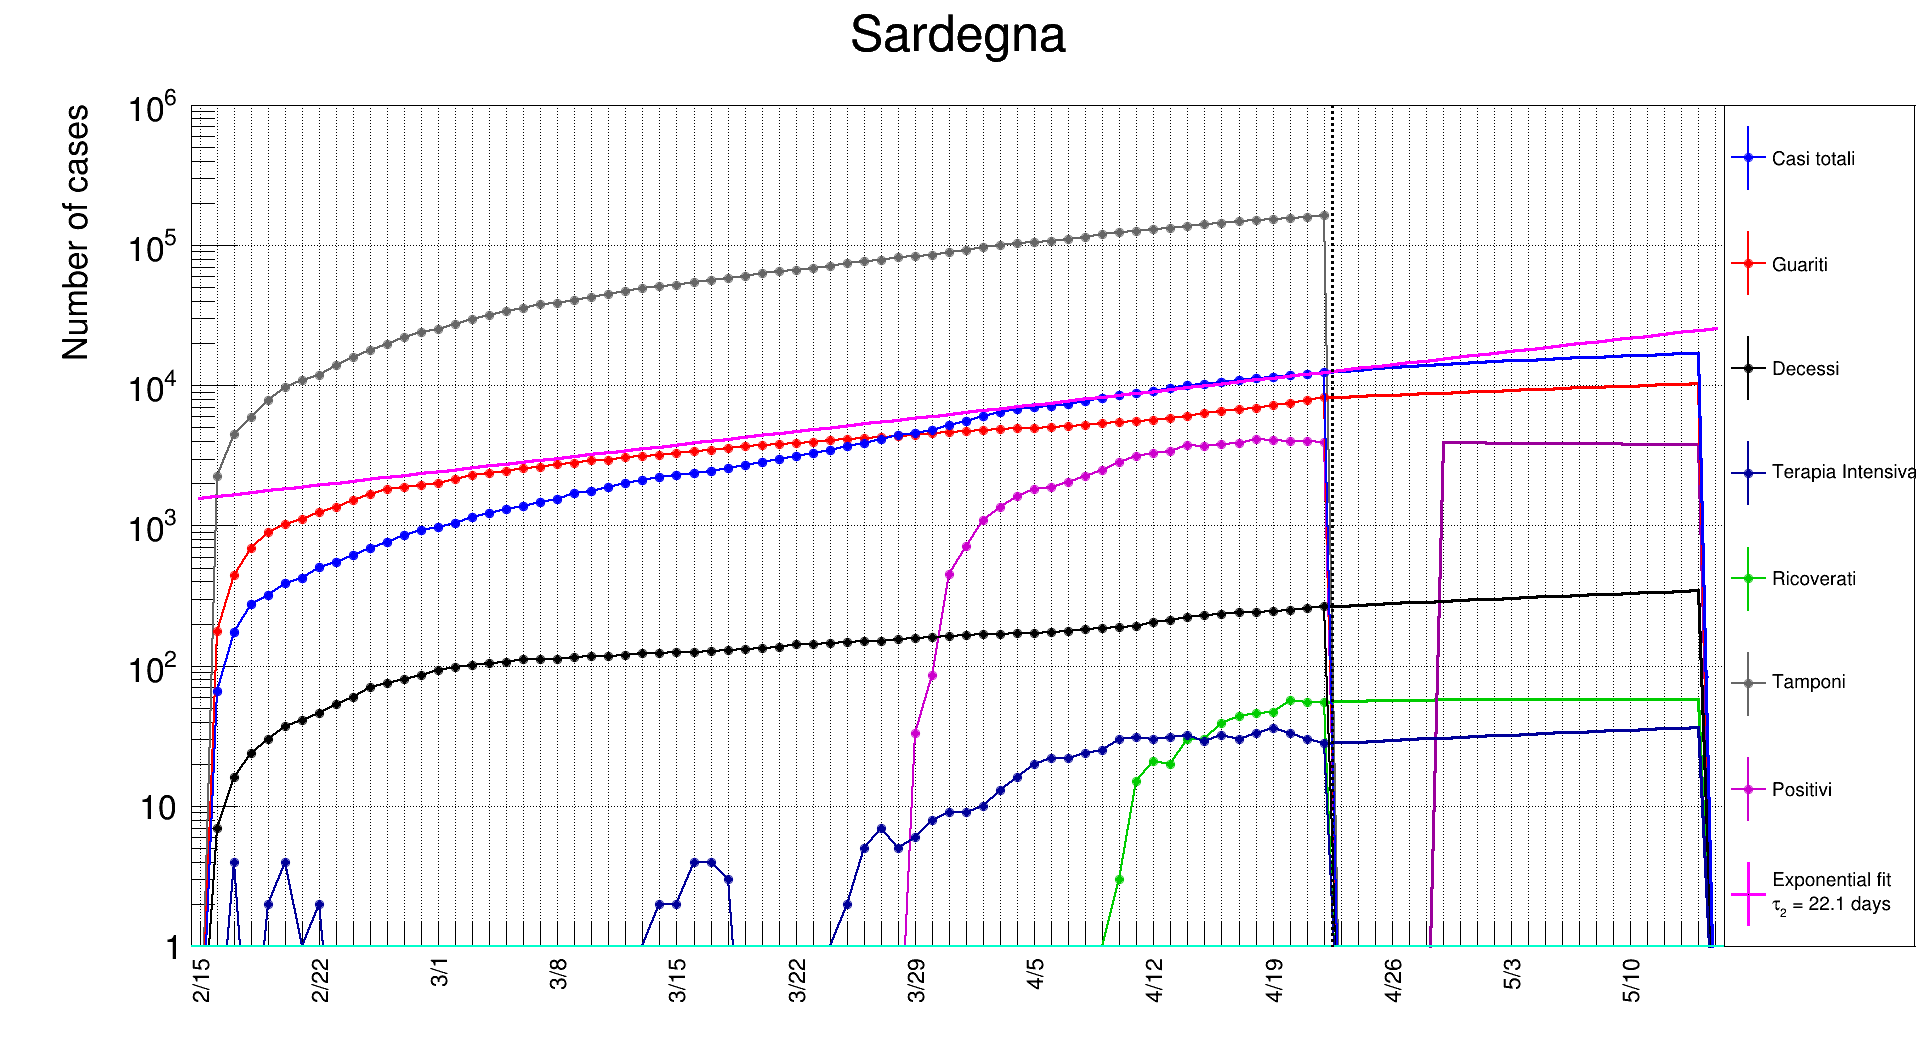 Sardegna
Number of cases
10^6
10^5
10^4
10^3
10^2
10
1
2/15
2/22
3/1
3/8
3/15
3/22
3/29
4/5
4/12
4/19
4/26
5/3
5/10
Casi totali
Guariti
Decessi
Terapia Intensiva
Ricoverati
Tamponi
Positivi
Exponential fit
τ_2 = 22.1 days